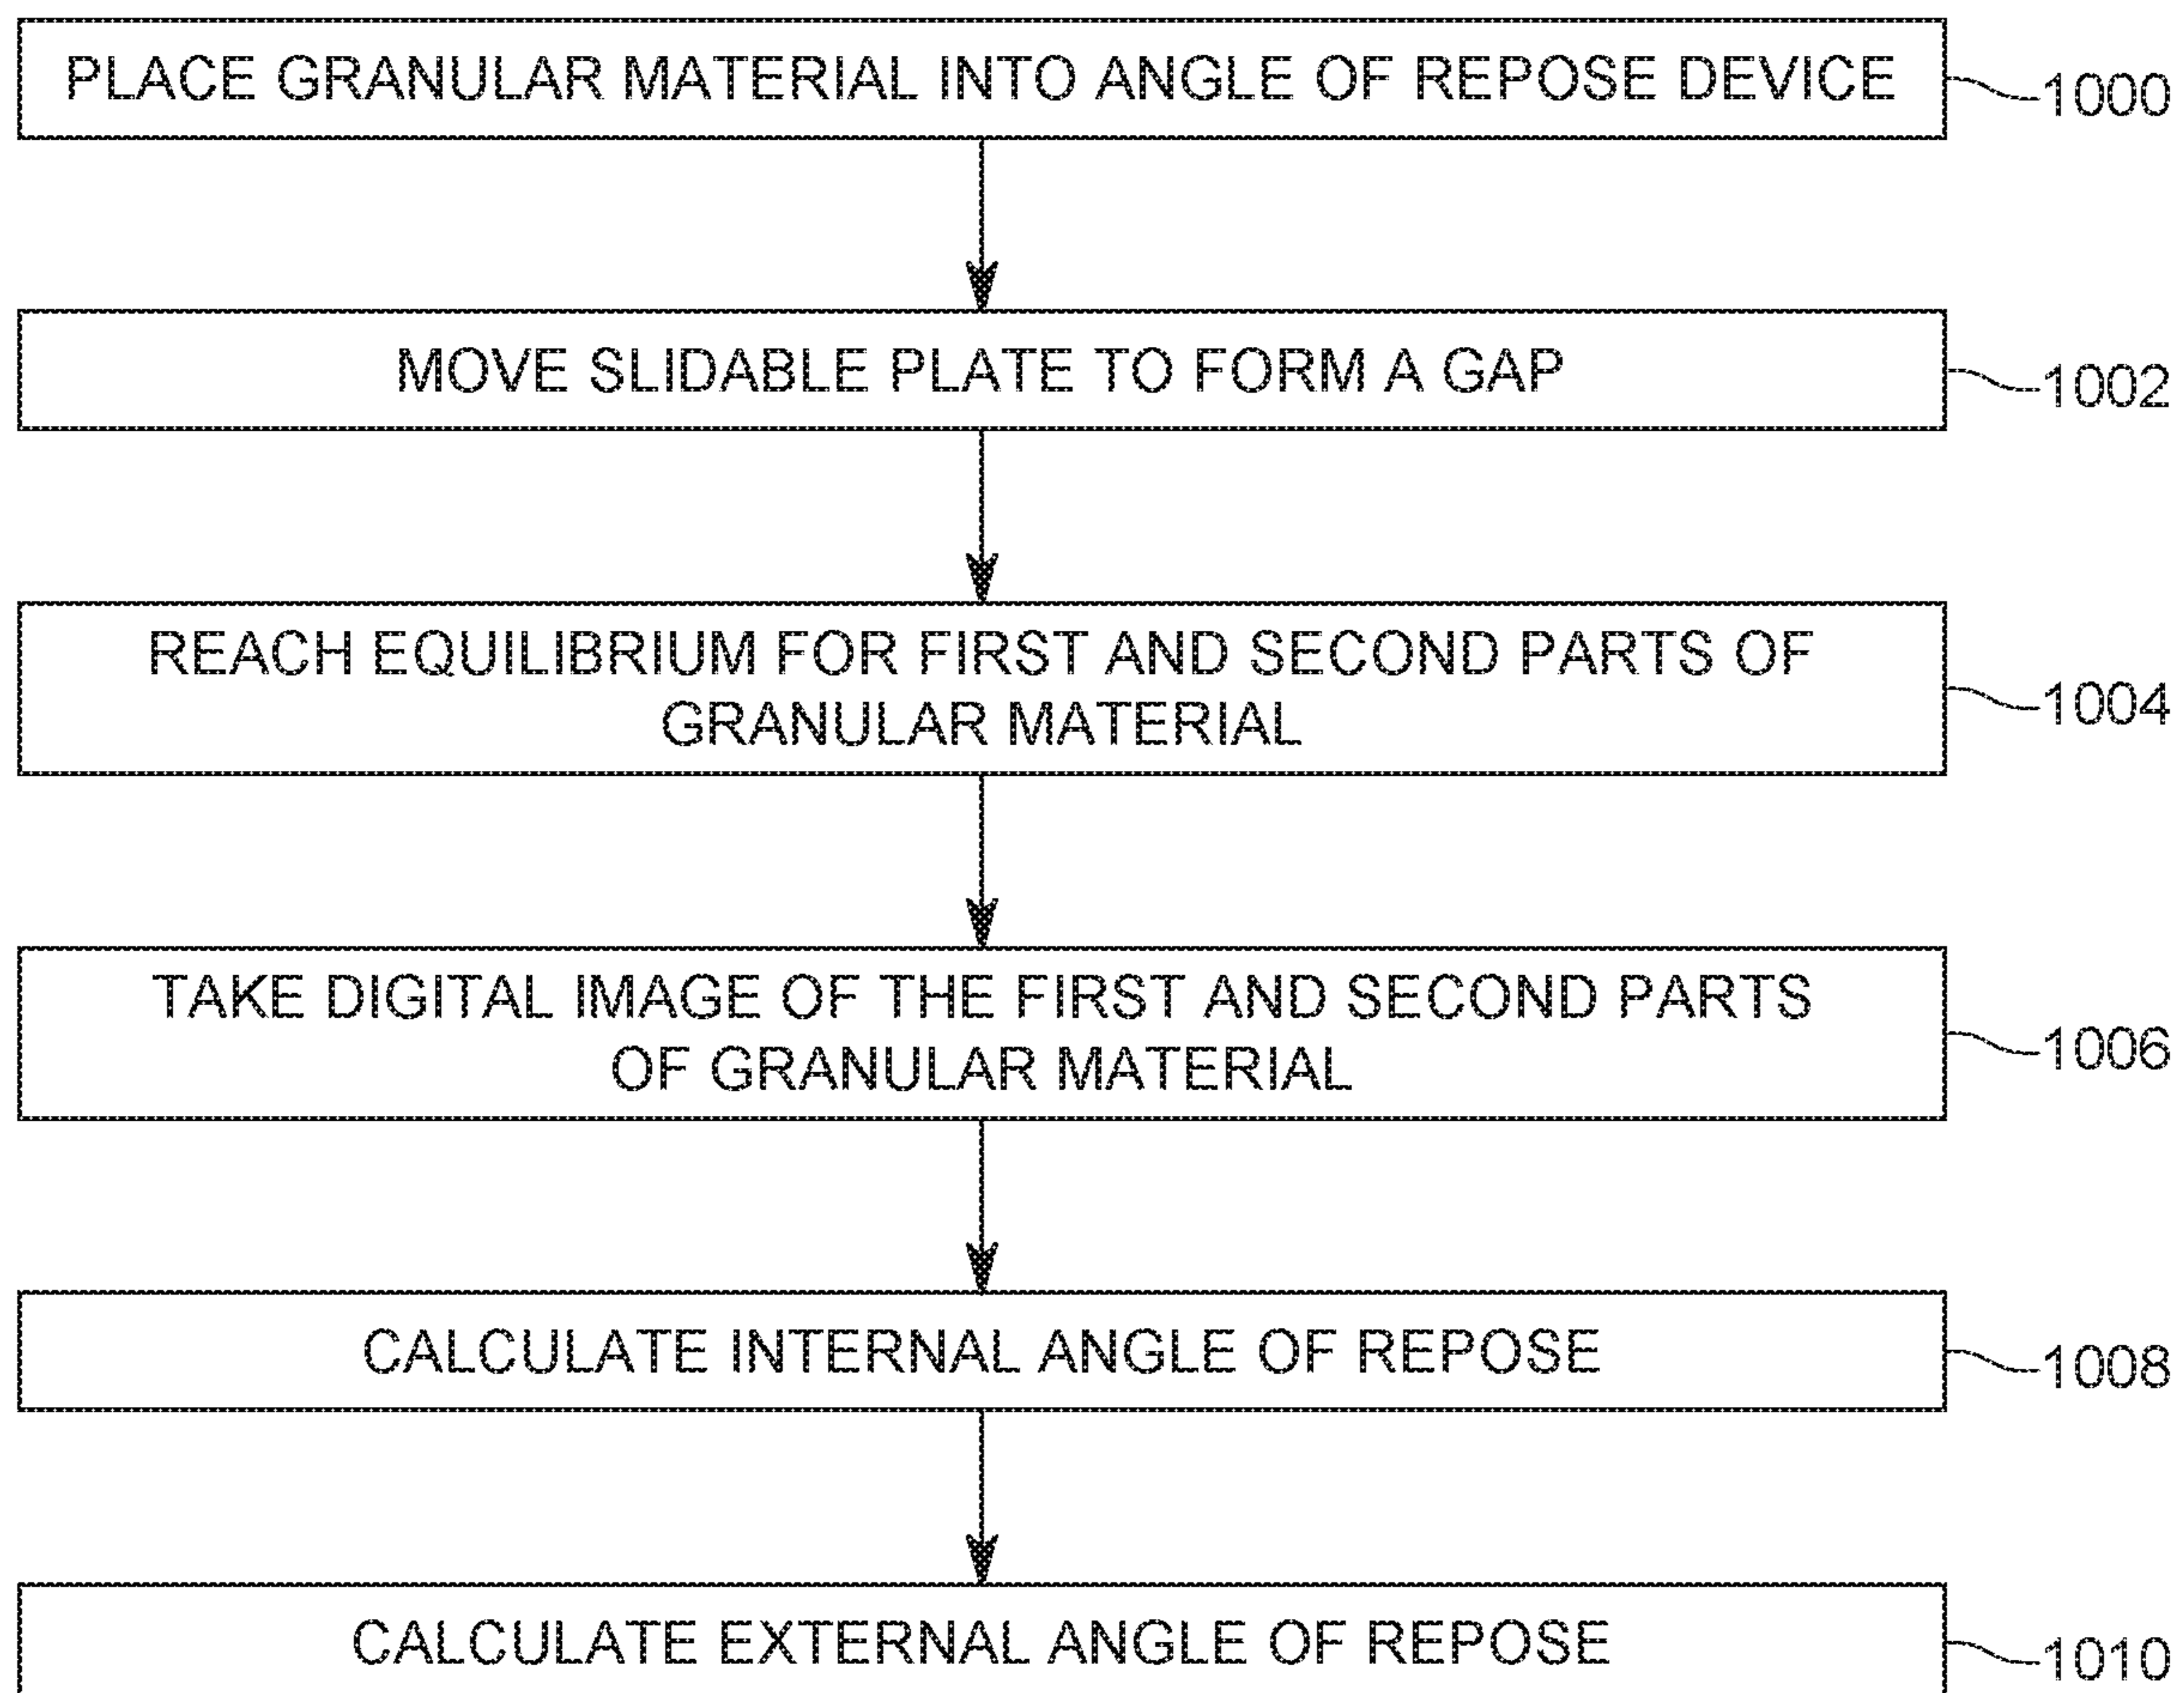 PLACE GRANULAR MATERIAL INTO ANGLE OF REPOSE DEVICE 1000
MOVE SLIDABLE PLATE TO FORM A GAP 1002
REACH EQUILIBRIUM FOR FIRST AND SECOND PARTS OF
GRANULAR MATERIAL 1004
TAKE DIGITAL IMAGE OF THE FIRST AND SECOND PARTS
OF GRANULAR MATERIAL 1006
CALCULATE INTERNAL ANGLE OF REPOSE 1008
CALCULATE EXTERNAL ANGLE OF REPOSE 1010